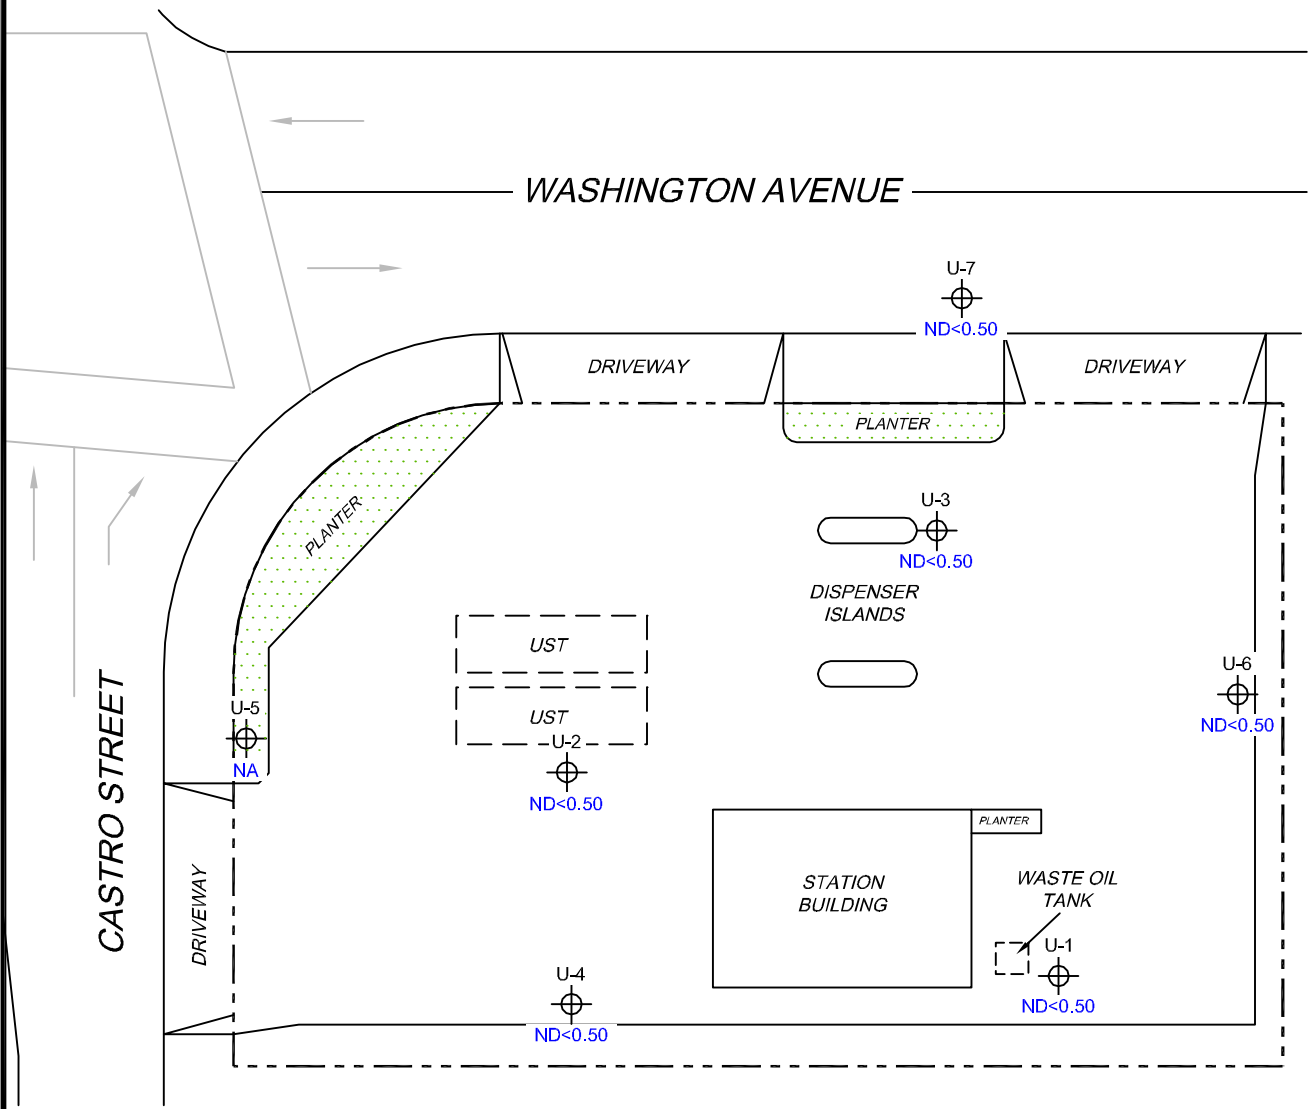 WASHINGTON AVENUE
U-7
ND<0.50
DRIVEWAY
DRIVEWAY
PLANTER
PLANTER
U-3
ND<0.50
DISPENSER
ISLANDS
UST
UST
U-6
ND<0.50
U-5
NA
U-2
ND<0.50
CASTRO STREET
DRIVEWAY
PLANTER
STATION
BUILDING
WASTE OIL
TANK
U-1
ND<0.50
U-4
ND<0.50